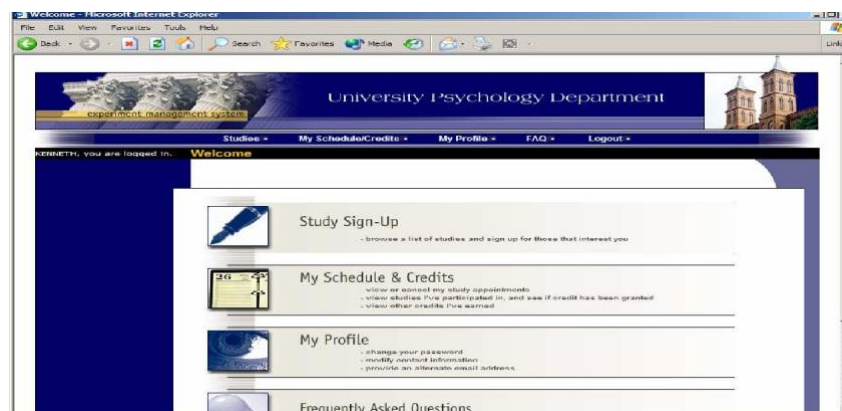 Welcome - Microsoft Internet Explorer
File Edit View Favorites Tools Help
Back Search Favorites Media
Link
experiment management system
University Psychology Department
Studies My Schedule/Credits My Profile FAQ Logout
KENNETH, you are logged in. Welcome
Study Sign-Up
- browse a list of studies and sign up for those that interest you
26
My Schedule & Credits
- view or cancel my study appointments
- view studies I've participated in, and see if credit has been granted
- view other credits I've earned
My Profile
- change your password
- modify contact information
- provide an alternate email address
Frequently Asked Questions